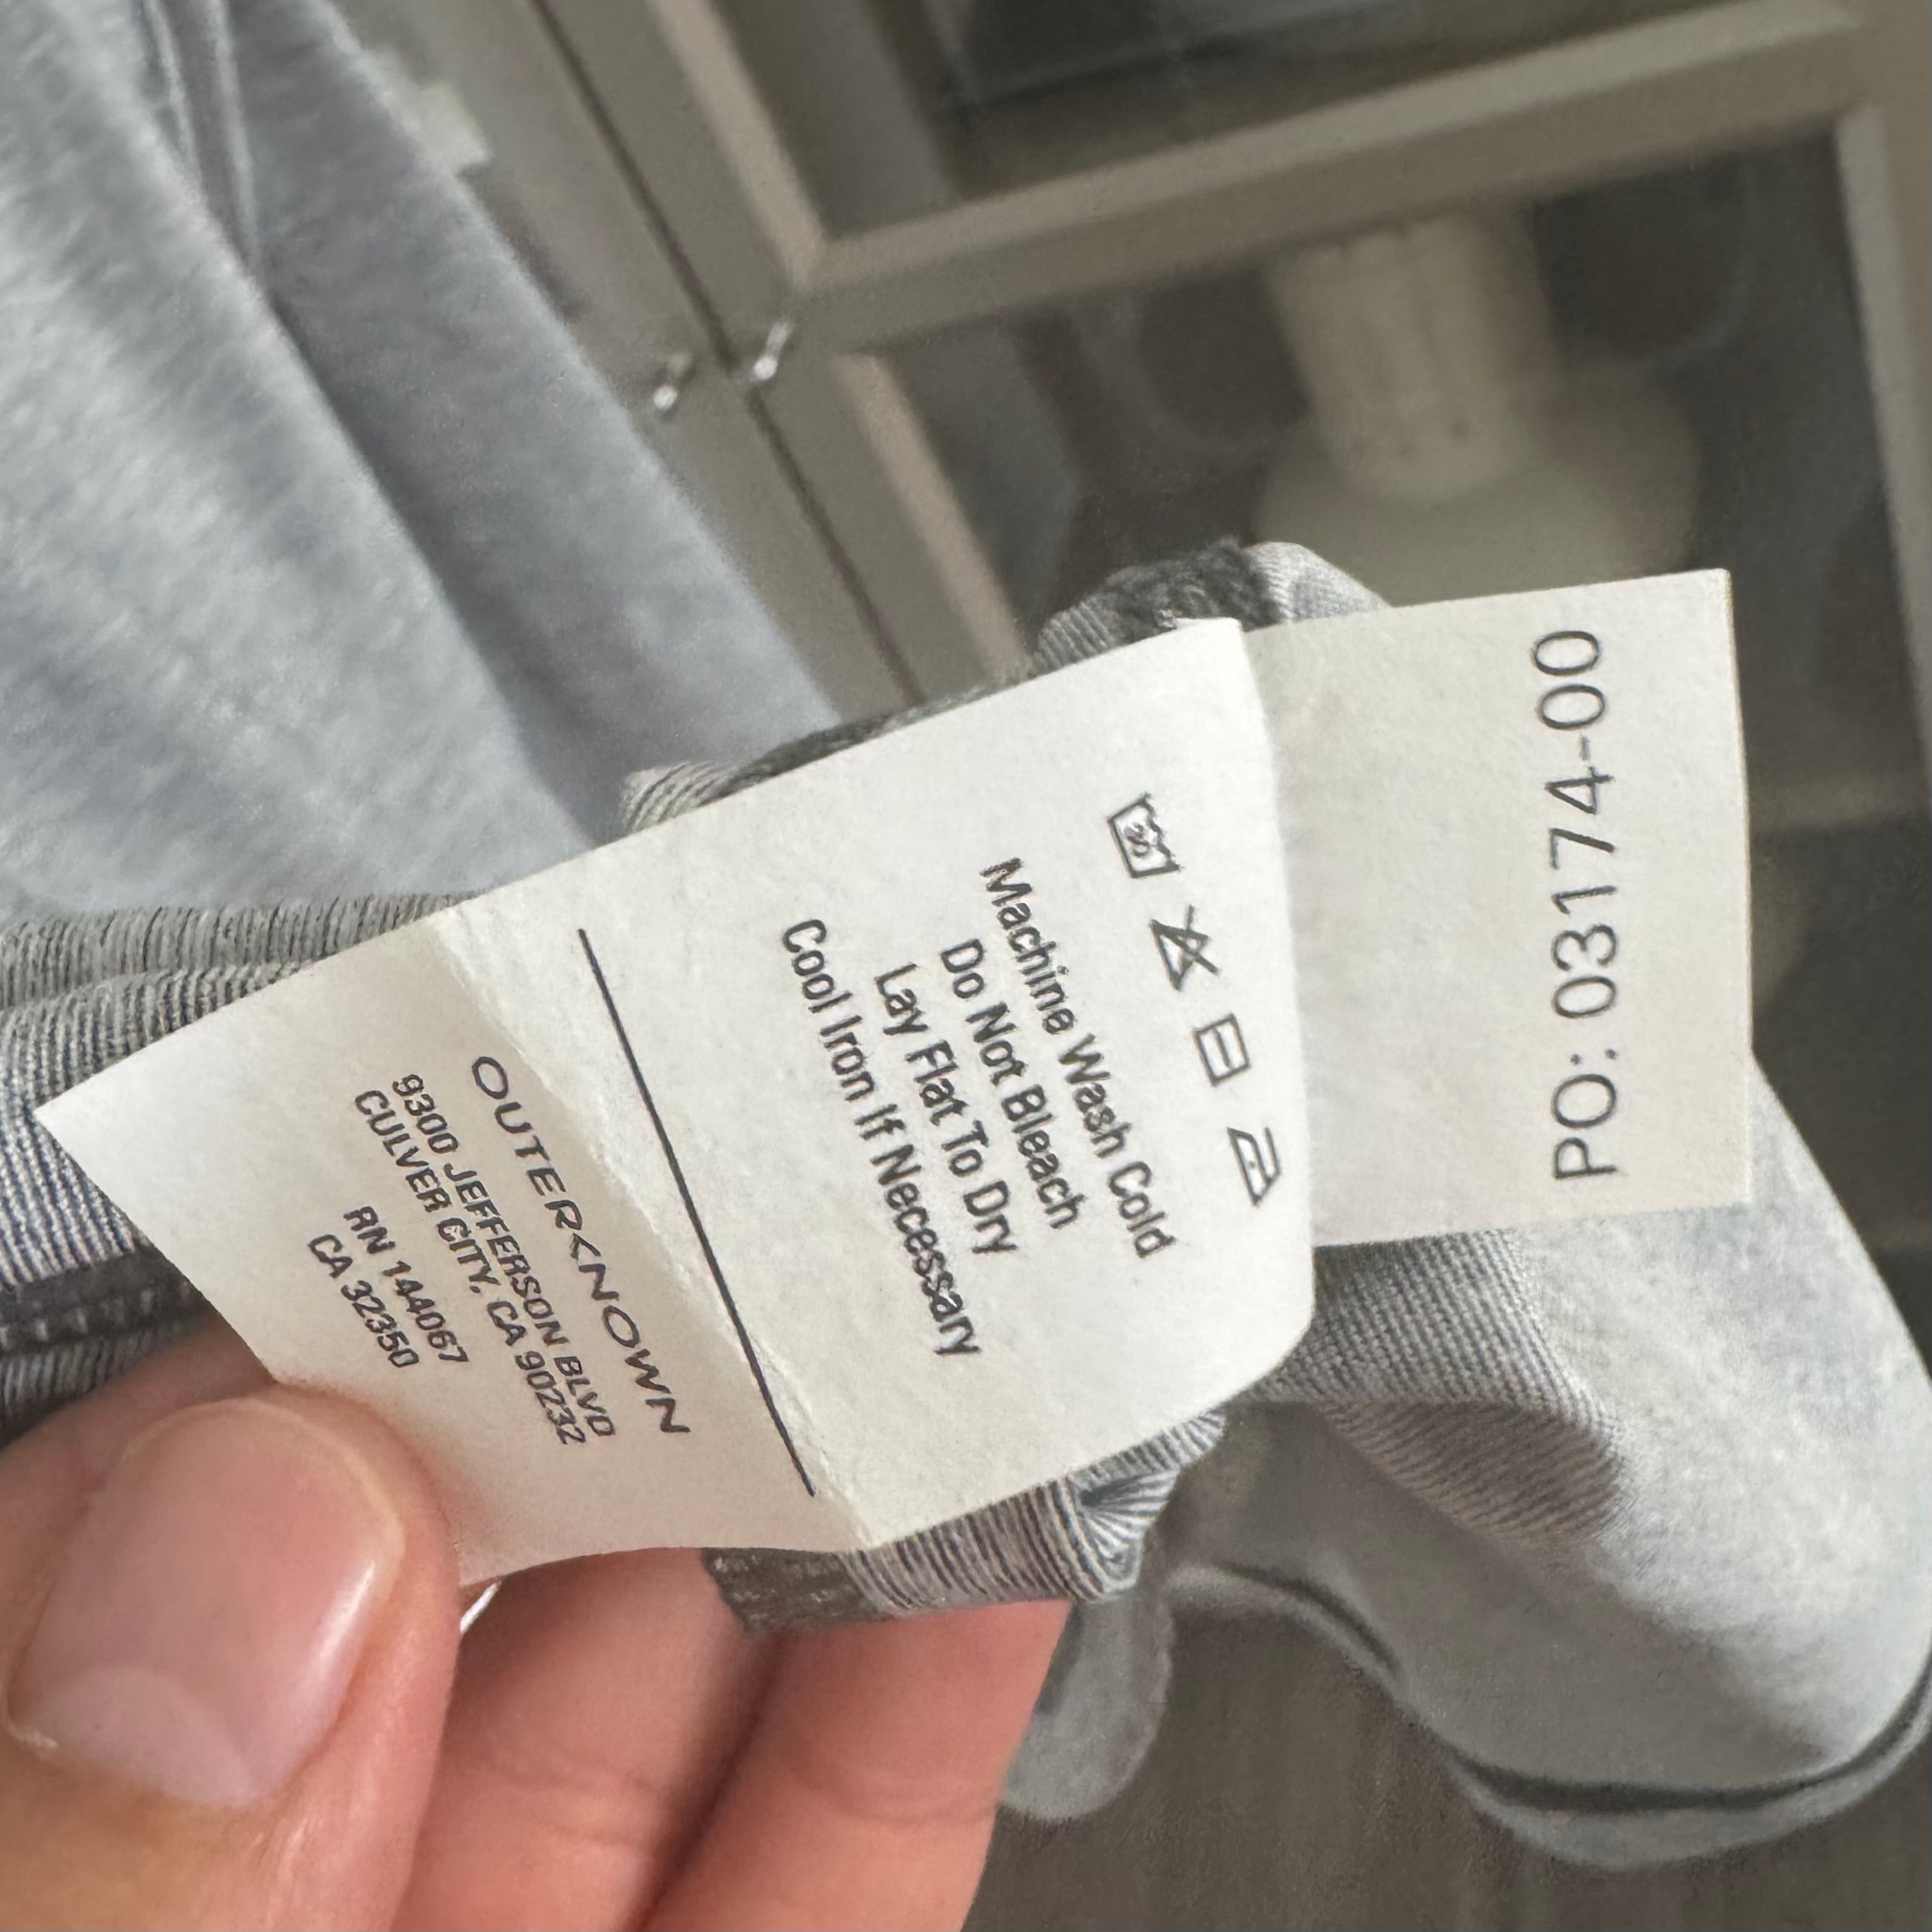 30
Machine Wash Cold
Do Not Bleach
Lay Flat To Dry
Cool Iron If Necessary
OUTERKNOWN
9300 JEFFERSON BLVD
CULVER CITY, CA 90232
RN 144067
CA 32350
PO: 03174-00